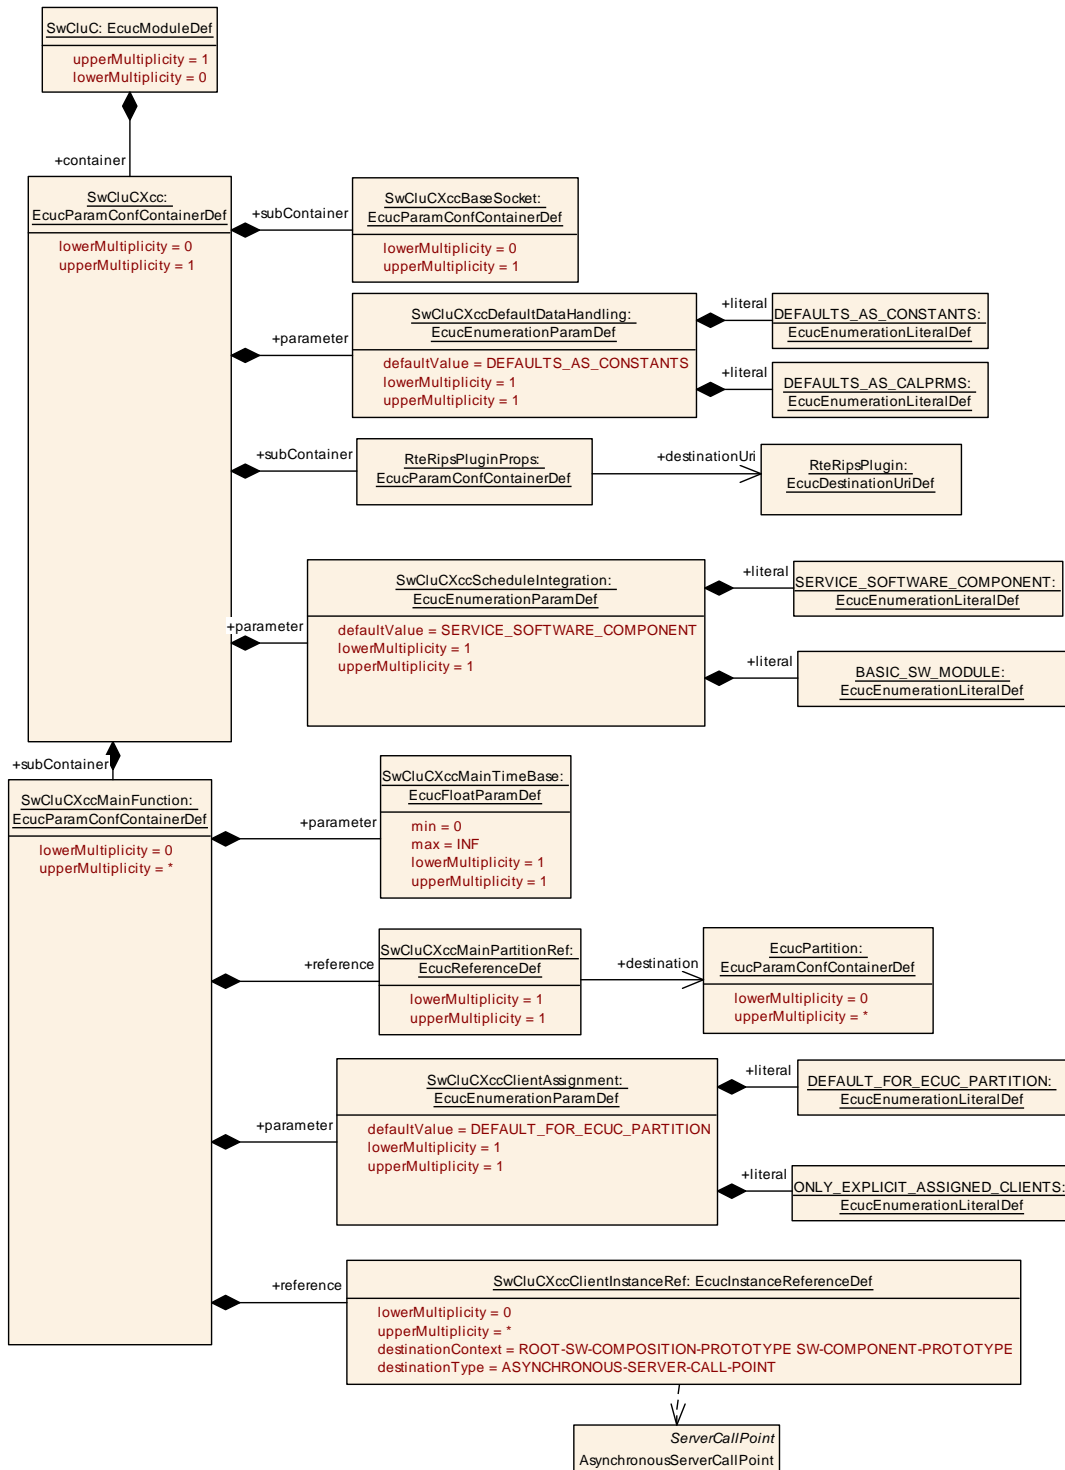 SwCluC: EcucModuleDef
upperMultiplicity = 1
lowerMultiplicity = 0
+container
SwCluCXcc:
EcucParamConfContainerDef
lowerMultiplicity = 0
upperMultiplicity = 1
+subContainer
SwCluCXccBaseSocket:
EcucParamConfContainerDef
lowerMultiplicity = 0
upperMultiplicity = 1
+parameter
SwCluCXccDefaultDataHandling:
EcucEnumerationParamDef
defaultValue = DEFAULTS_AS_CONSTANTS
lowerMultiplicity = 1
upperMultiplicity = 1
+literal
DEFAULTS_AS_CONSTANTS:
EcucEnumerationLiteralDef
+literal
DEFAULTS_AS_CALPRMS:
EcucEnumerationLiteralDef
+subContainer
RteRipsPluginProps:
EcucParamConfContainerDef
+destinationUri
RteRipsPlugin:
EcucDestinationUriDef
+parameter
SwCluCXccScheduleIntegration:
EcucEnumerationParamDef
defaultValue = SERVICE_SOFTWARE_COMPONENT
lowerMultiplicity = 1
upperMultiplicity = 1
+literal
SERVICE_SOFTWARE_COMPONENT:
EcucEnumerationLiteralDef
+literal
BASIC_SW_MODULE:
EcucEnumerationLiteralDef
+subContainer
SwCluCXccMainFunction:
EcucParamConfContainerDef
lowerMultiplicity = 0
upperMultiplicity = *
+parameter
SwCluCXccMainTimeBase:
EcucFloatParamDef
min = 0
max = INF
lowerMultiplicity = 1
upperMultiplicity = 1
+reference
SwCluCXccMainPartitionRef:
EcucReferenceDef
lowerMultiplicity = 1
upperMultiplicity = 1
+destination
EcucPartition:
EcucParamConfContainerDef
lowerMultiplicity = 0
upperMultiplicity = *
+parameter
SwCluCXccClientAssignment:
EcucEnumerationParamDef
defaultValue = DEFAULT_FOR_ECUC_PARTITION
lowerMultiplicity = 1
upperMultiplicity = 1
+literal
DEFAULT_FOR_ECUC_PARTITION:
EcucEnumerationLiteralDef
+literal
ONLY_EXPLICIT_ASSIGNED_CLIENTS:
EcucEnumerationLiteralDef
+reference
SwCluCXccClientInstanceRef: EcucInstanceReferenceDef
lowerMultiplicity = 0
upperMultiplicity = *
destinationContext = ROOT-SW-COMPOSITION-PROTOTYPE SW-COMPONENT-PROTOTYPE
destinationType = ASYNCHRONOUS-SERVER-CALL-POINT
ServerCallPoint
AsynchronousServerCallPoint